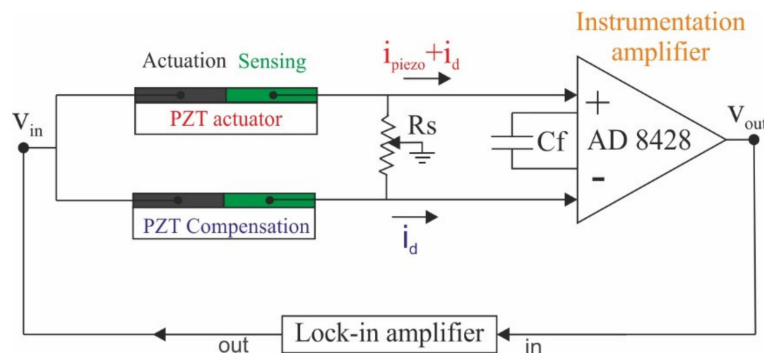 Instrumentation
amplifier
Actuation Sensing
i_piezo+i_d
V_in
PZT actuator
+
Rs
Cf
AD 8428
V_out
-
PZT Compensation
i_d
Lock-in amplifier
out
in